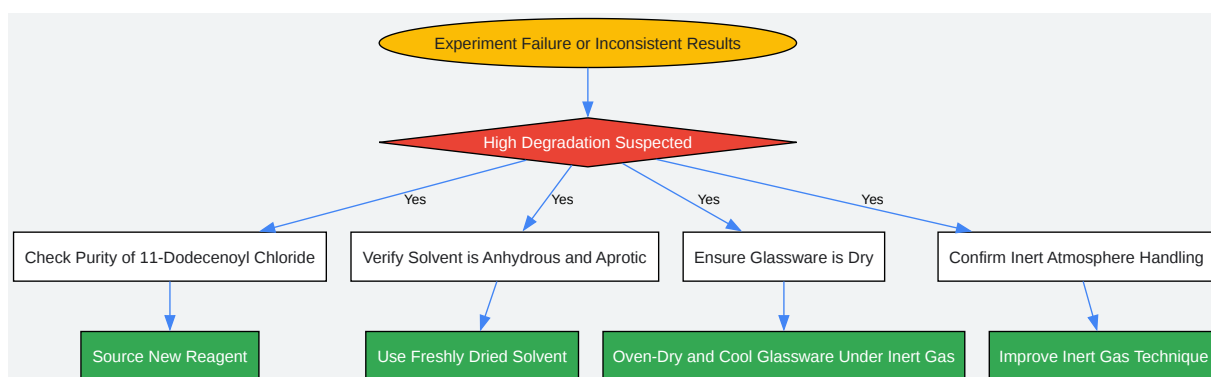 Experiment Failure or Inconsistent Results
High Degradation Suspected
Yes
Yes
Yes
Yes
Check Purity of 11-Dodecenoyl Chloride
Verify Solvent is Anhydrous and Aprotic
Ensure Glassware is Dry
Confirm Inert Atmosphere Handling
Source New Reagent
Use Freshly Dried Solvent
Oven-Dry and Cool Glassware Under Inert Gas
Improve Inert Gas Technique